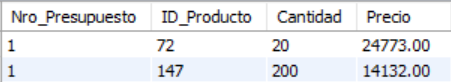 Nro_Presupuesto ID_Producto Cantidad Precio
1 72 20 24773.00
1 147 200 14132.00